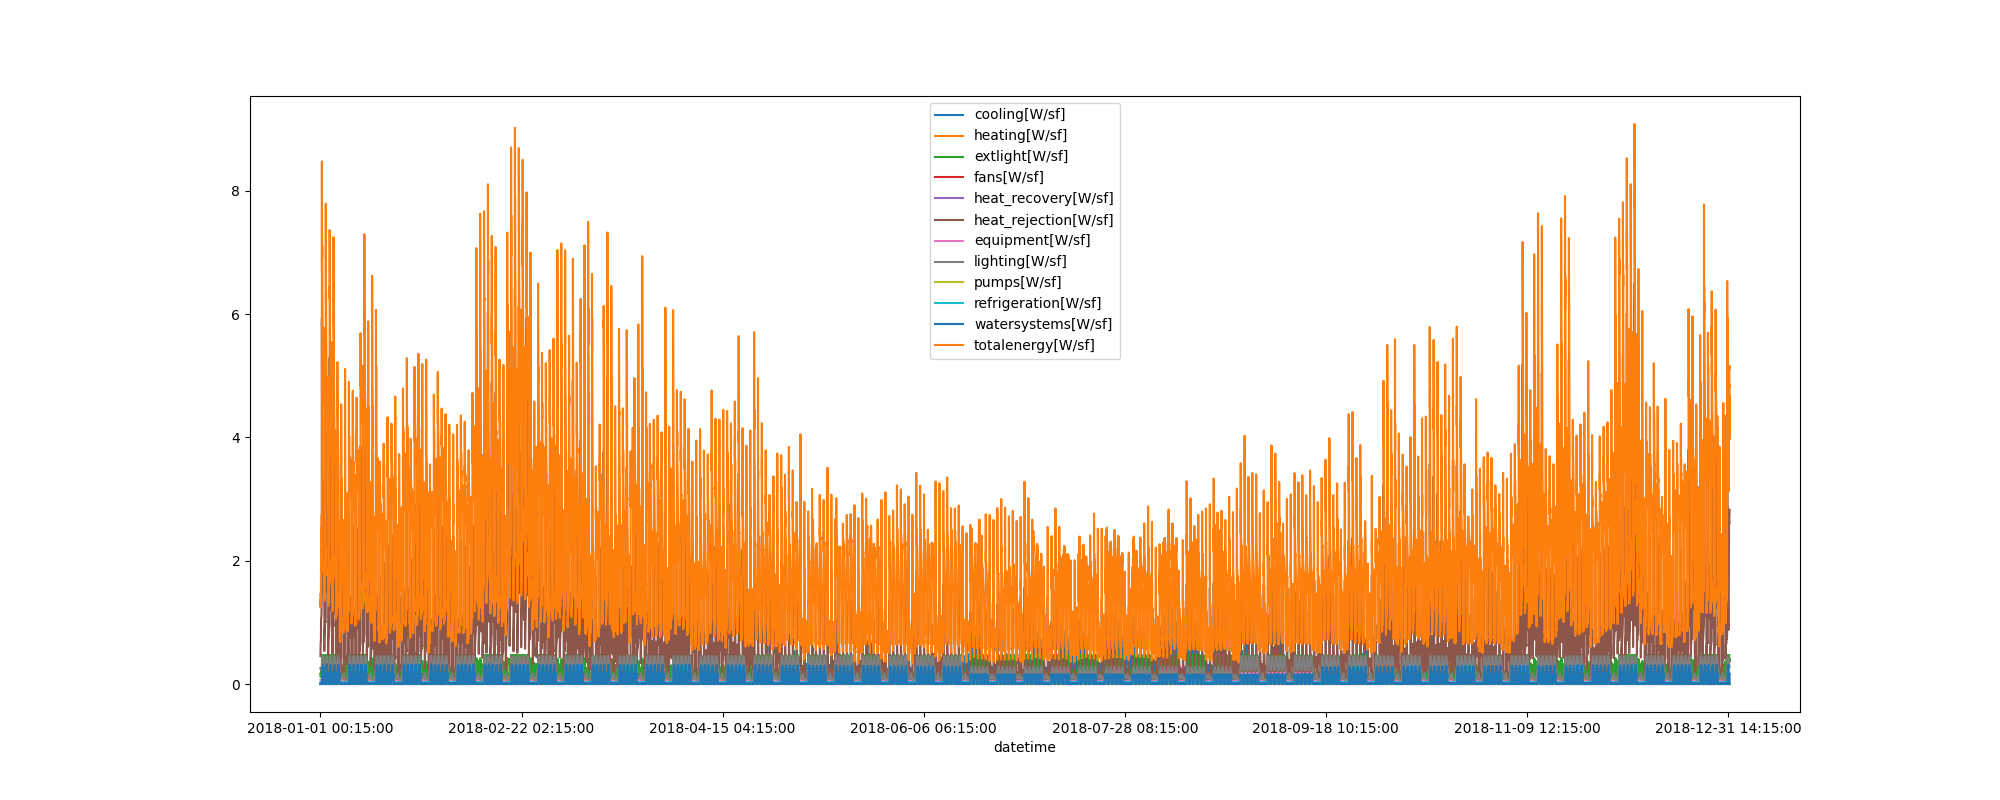 cooling[W/sf]
heating[W/sf]
extlight[W/sf]
fans[W/sf]
heat_recovery[W/sf]
heat_rejection[W/sf]
equipment[W/sf]
lighting[W/sf]
pumps[W/sf]
refrigeration[W/sf]
watersystems[W/sf]
totalenergy[W/sf]
8
6
4
2
0
2018-01-01 00:15:00 2018-02-22 02:15:00 2018-04-15 04:15:00 2018-06-06 06:15:00 2018-07-28 08:15:00 2018-09-18 10:15:00 2018-11-09 12:15:00 2018-12-31 14:15:00
datetime